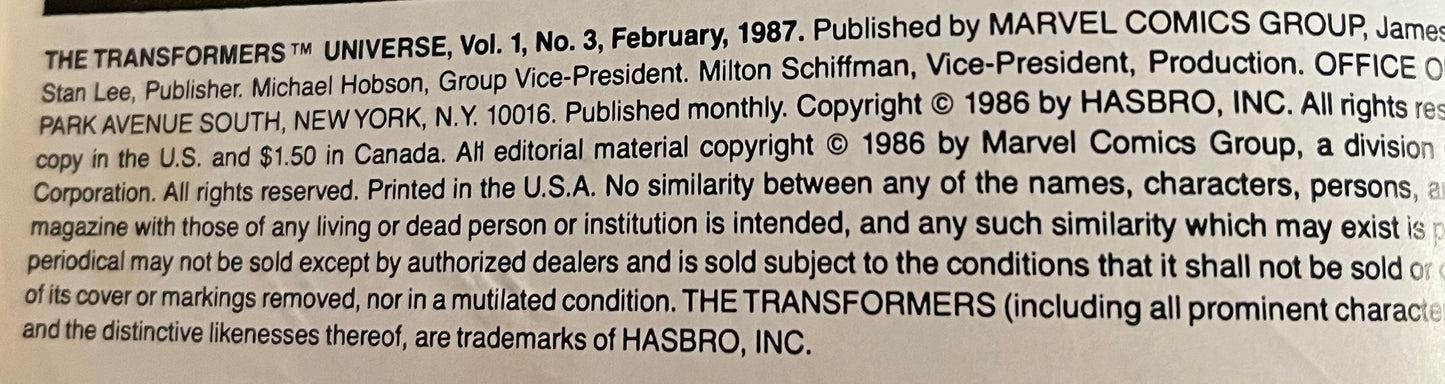 THE TRANSFORMERS™ UNIVERSE, Vol. 1, No. 3, February, 1987. Published by MARVEL COMICS GROUP, James
Stan Lee, Publisher. Michael Hobson, Group Vice-President. Milton Schiffman, Vice-President, Production. OFFICE
PARK AVENUE SOUTH, NEW YORK, N.Y. 10016. Published monthly. Copyright © 1986 by HASBRO, INC. All rights
copy in the U.S. and $1.50 in Canada. All editorial material copyright © 1986 by Marvel Comics Group, a division
Corporation. All rights reserved. Printed in the U.S.A. No similarity between any of the names, characters, persons,
magazine with those of any living or dead person or institution is intended, and any such similarity which may exist is
periodical may not be sold except by authorized dealers and is sold subject to the conditions that it shall not be sold or
of its cover or markings removed, nor in a mutilated condition. THE TRANSFORMERS (including all prominent
and the distinctive likenesses thereof, are trademarks of HASBRO, INC.